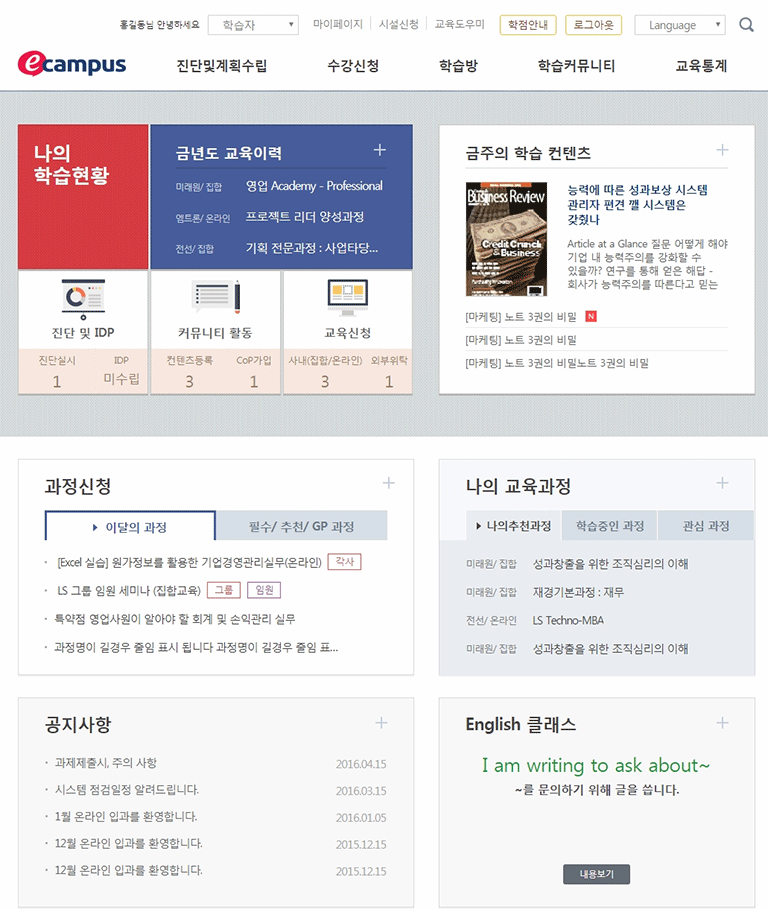 홍길동님 안녕하세요 학습자 마이페이지 시설신청 교육도우미 학점안내 로그아웃 Language
ecampus 진단및계획수립 수강신청 학습방 학습커뮤니티 교육통계
나의
학습현황
금년도 교육이력
미래원/ 집합 영업 Academy - Professional
엠트론/ 온라인 프로젝트 리더 양성과정
전선/ 집합 기획 전문과정 : 사업타당...
진단 및 IDP
진단실시 IDP
1 미수립
커뮤니티 활동
컨텐츠등록 CoP가입
3 1
교육신청
사내(집합/온라인) 외부위탁
3 1
금주의 학습 컨텐츠
Business Review
Credit Crunch
& Business
능력에 따른 성과보상 시스템
관리자 편견 깰 시스템은
갖췄나
Article at a Glance 질문 어떻게 해야
기업 내 능력주의를 강화할 수
있을까? 연구를 통해 얻은 해답 -
회사가 능력주의를 따른다고 믿는
[마케팅] 노트 3권의 비밀 N
[마케팅] 노트 3권의 비밀
[마케팅] 노트 3권의 비밀노트 3권의 비밀
과정신청
이달의 과정 필수/ 추천/ GP 과정
[Excel 실습] 원가정보를 활용한 기업경영관리실무(온라인) 각사
LS 그룹 임원 세미나 (집합교육) 그룹 임원
특약점 영업사원이 알아야 할 회계 및 손익관리 실무
과정명이 길경우 줄임 표시 됩니다 과정명이 길경우 줄임 표...
나의 교육과정
나의추천과정 학습중인 과정 관심 과정
미래원/ 집합 성과창출을 위한 조직심리의 이해
미래원/ 집합 재경기본과정 : 재무
전선/ 온라인 LS Techno-MBA
미래원/ 집합 성과창출을 위한 조직심리의 이해
공지사항
과제제출시, 주의 사항 2016.04.15
시스템 점검일정 알려드립니다. 2016.03.15
1월 온라인 입과를 환영합니다. 2016.01.05
12월 온라인 입과를 환영합니다. 2015.12.15
12월 온라인 입과를 환영합니다. 2015.12.15
English 클래스
I am writing to ask about~
~를 문의하기 위해 글을 씁니다.
내용보기